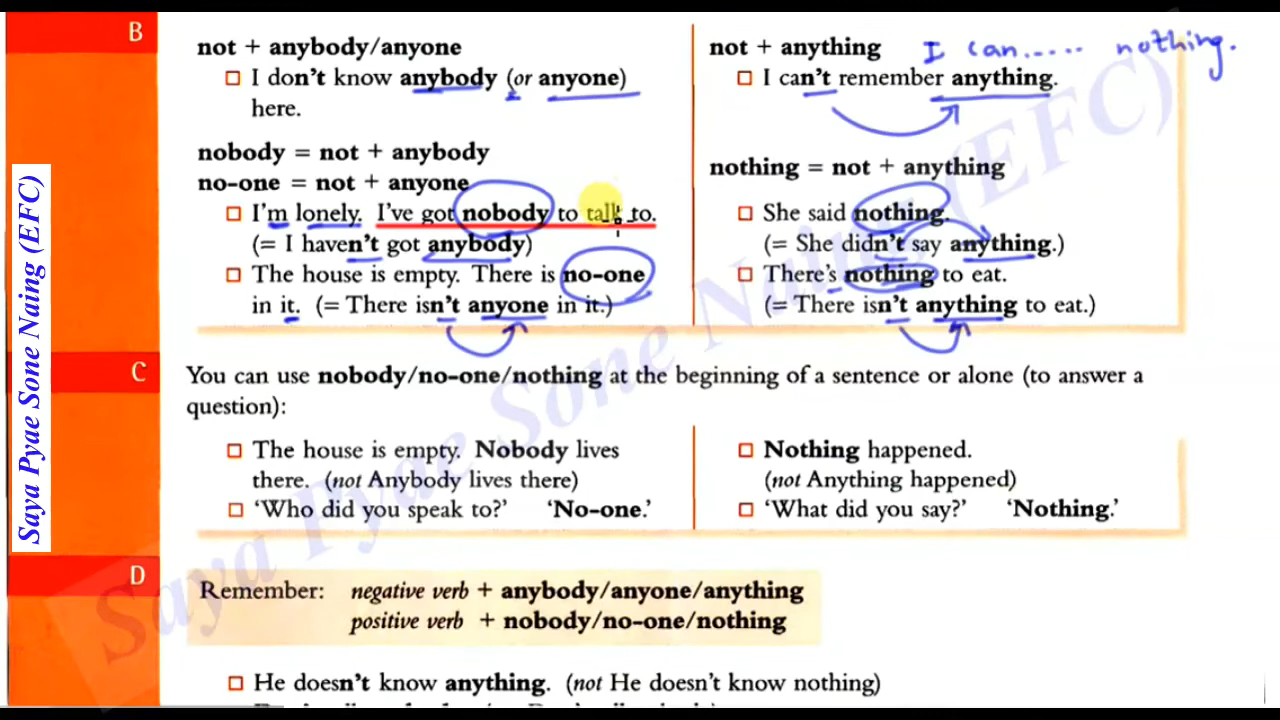 B
not + anybody/anyone
□ I don't know anybody (or anyone)
here.
nobody = not + anybody
no-one = not + anyone
□ I'm lonely. I've got nobody to talk to.
(= I haven't got anybody)
□ The house is empty. There is no-one
in it. (= There isn't anyone in it.)
not + anything I can..... nothing.
□ I can't remember anything.
nothing = not + anything
□ She said nothing.
(= She didn't say anything.)
□ There's nothing to eat.
(= There isn't anything to eat.)
C
You can use nobody/no-one/nothing at the beginning of a sentence or alone (to answer a
question):
□ The house is empty. Nobody lives
there. (not Anybody lives there)
□ 'Who did you speak to?' 'No-one.'
□ Nothing happened.
(not Anything happened)
□ 'What did you say?' 'Nothing.'
D
Remember: negative verb + anybody/anyone/anything
positive verb + nobody/no-one/nothing
□ He doesn't know anything. (not He doesn't know nothing)
Saya Pyae Sone Naing (EFC)
Saya Pyae Sone Naing (EFC)